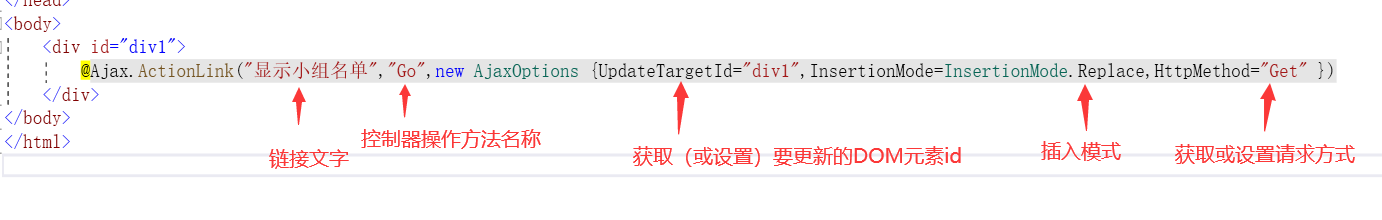 </head>
<body>
<div id="div1">
@Ajax.ActionLink("显示小组名单","Go",new AjaxOptions {UpdateTargetId="div1",InsertionMode=InsertionMode.Replace,HttpMethod="Get" })
</div>
</body>
</html>
链接文字
控制器操作方法名称
获取（或设置）要更新的DOM元素id
插入模式
获取或设置请求方式